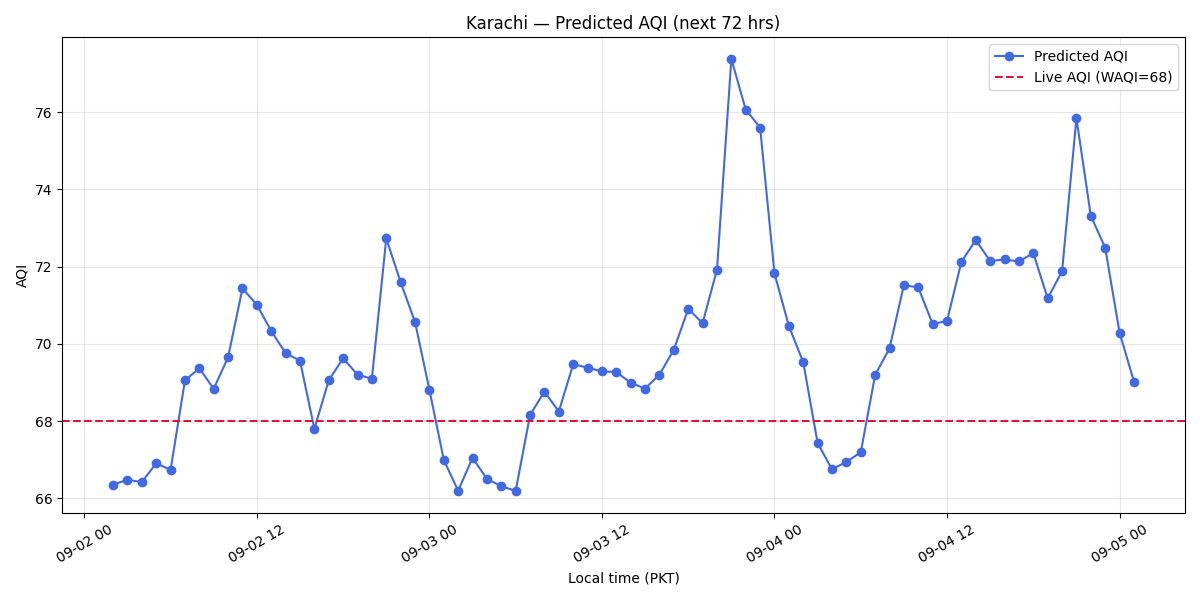 Karachi — Predicted AQI (next 72 hrs)
Predicted AQI
Live AQI (WAQI=68)
76
74
72
70
68
66
AQI
09-02 00
09-02 12
09-03 00
09-03 12
09-04 00
09-04 12
09-05 00
Local time (PKT)